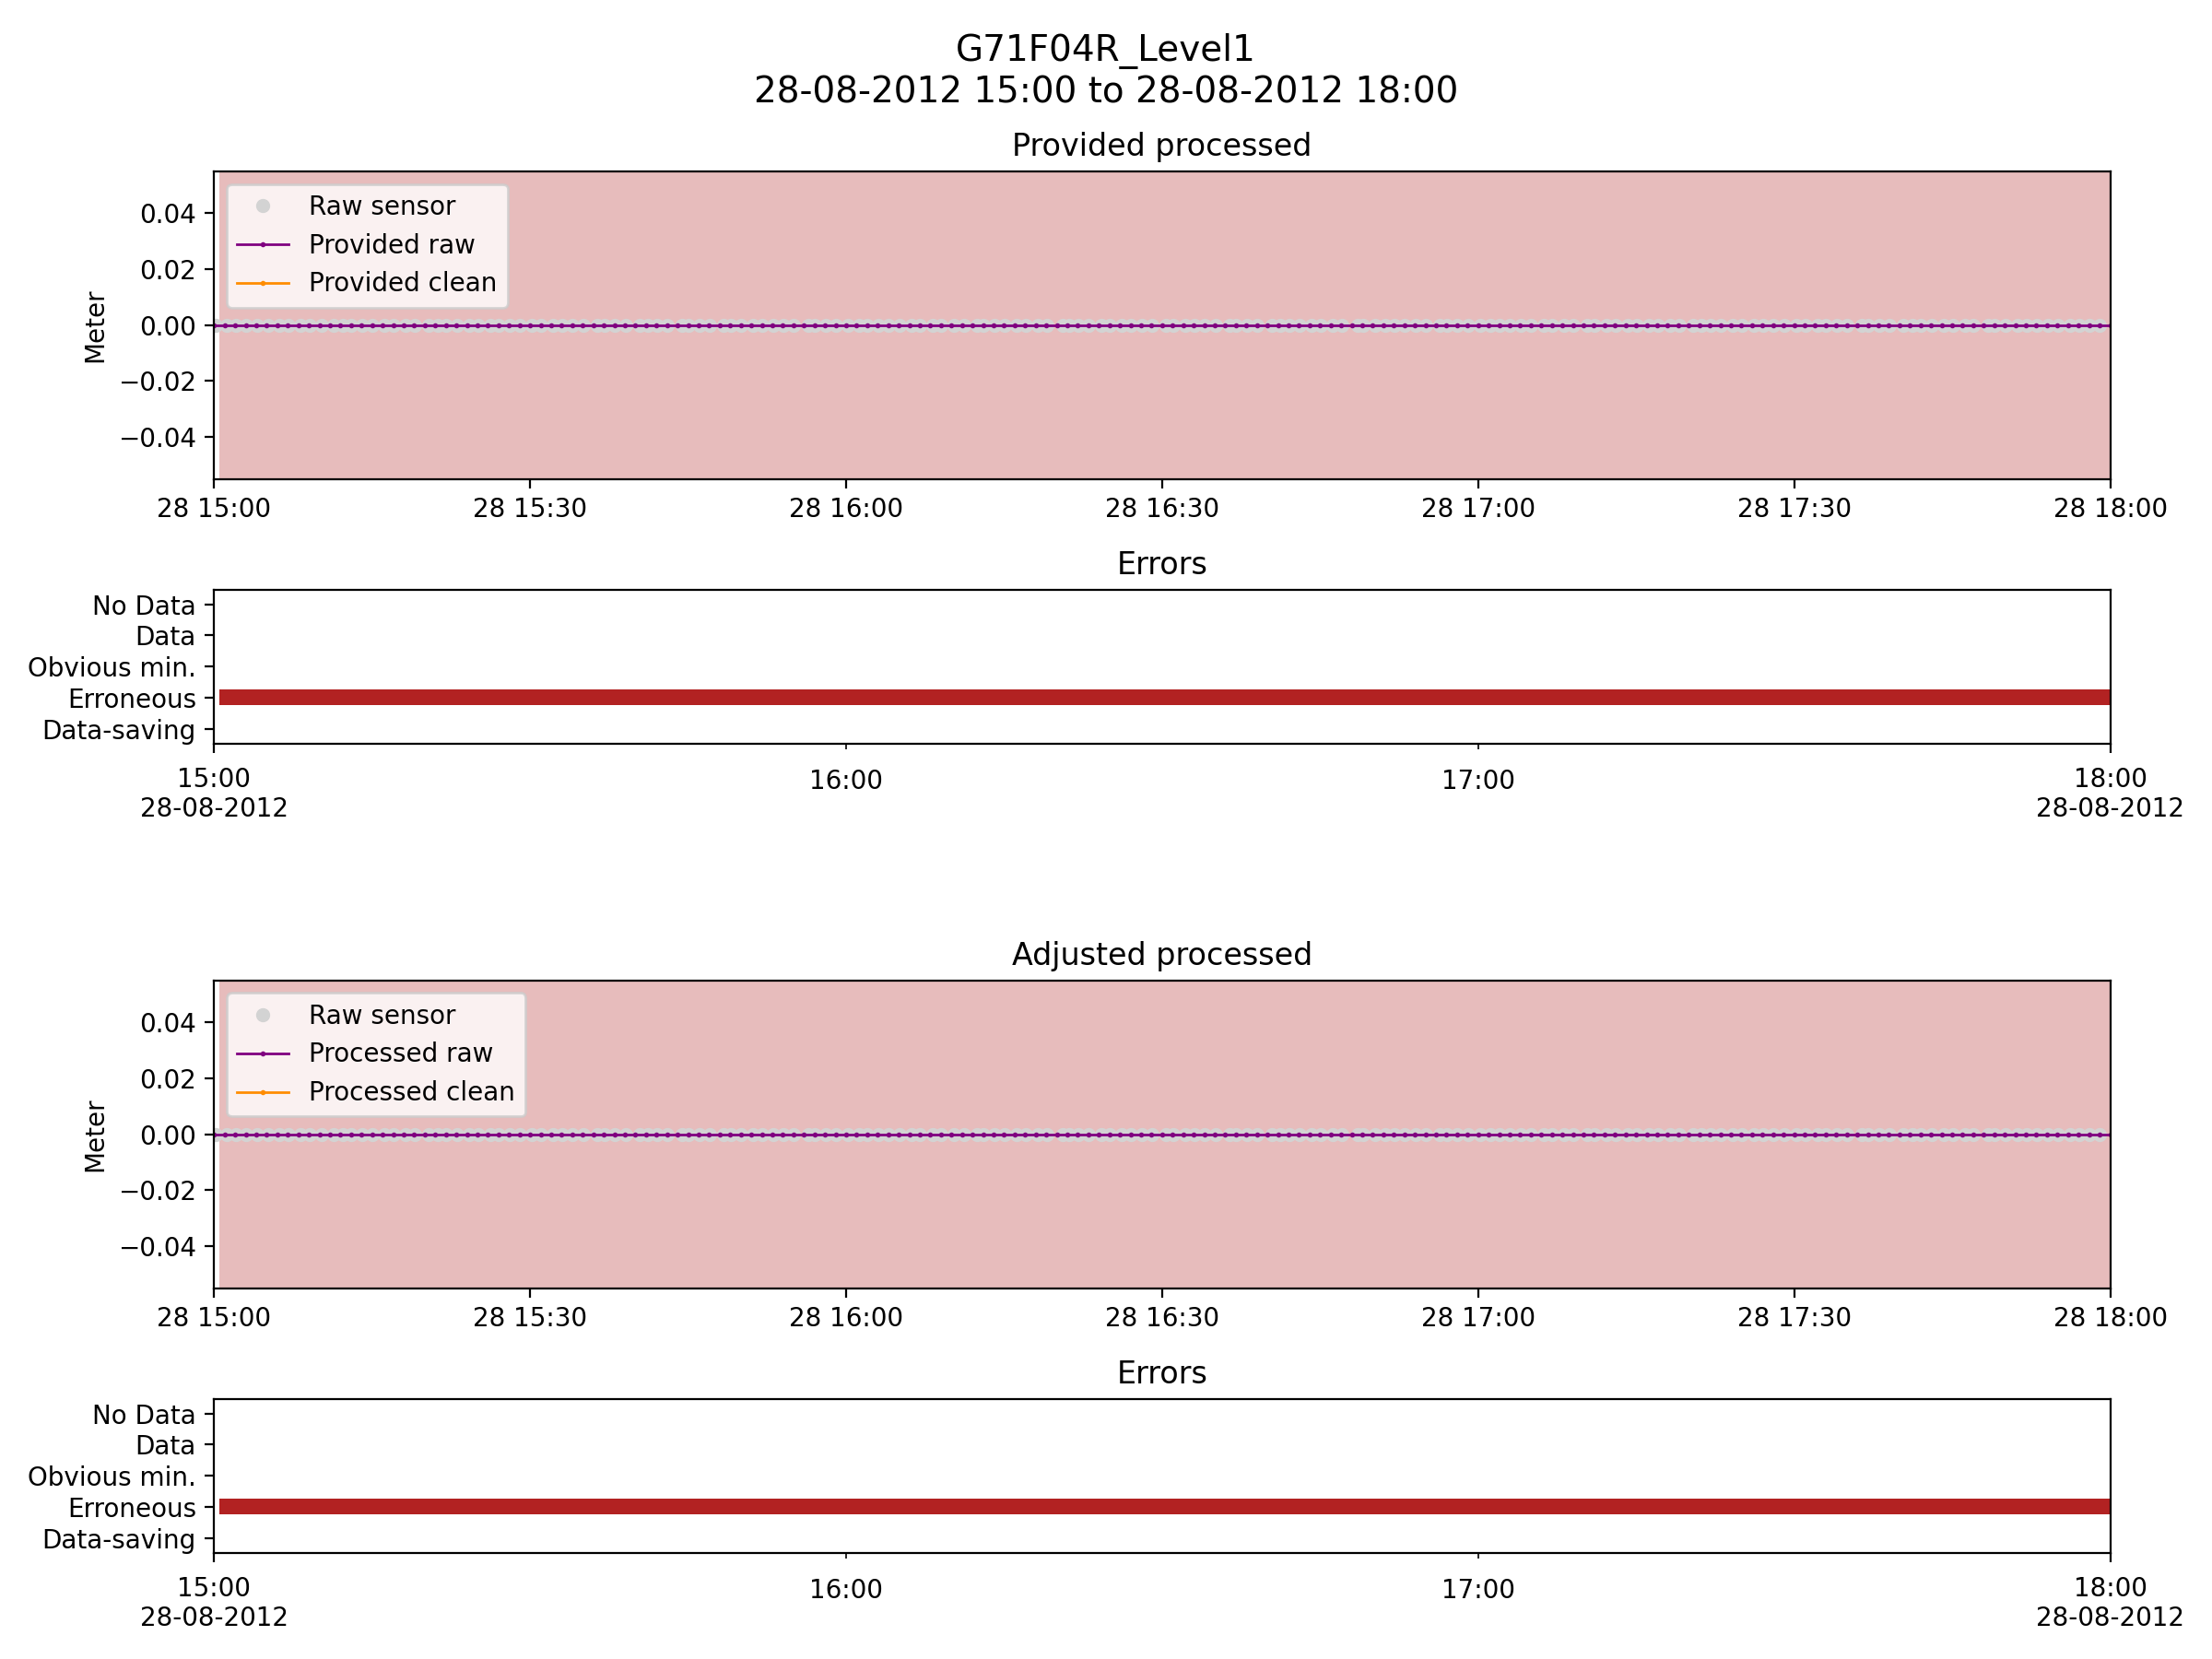 G71F04R_Level1
28-08-2012 15:00 to 28-08-2012 18:00
Provided processed
Raw sensor
Provided raw
Provided clean
Meter
0.04
0.02
0.00
−0.02
−0.04
28 15:00 28 15:30 28 16:00 28 16:30 28 17:00 28 17:30 28 18:00
Errors
No Data
Data
Obvious min.
Erroneous
Data-saving
15:00 16:00 17:00 18:00
28-08-2012 28-08-2012
Adjusted processed
Raw sensor
Processed raw
Processed clean
Meter
0.04
0.02
0.00
−0.02
−0.04
28 15:00 28 15:30 28 16:00 28 16:30 28 17:00 28 17:30 28 18:00
Errors
No Data
Data
Obvious min.
Erroneous
Data-saving
15:00 16:00 17:00 18:00
28-08-2012 28-08-2012